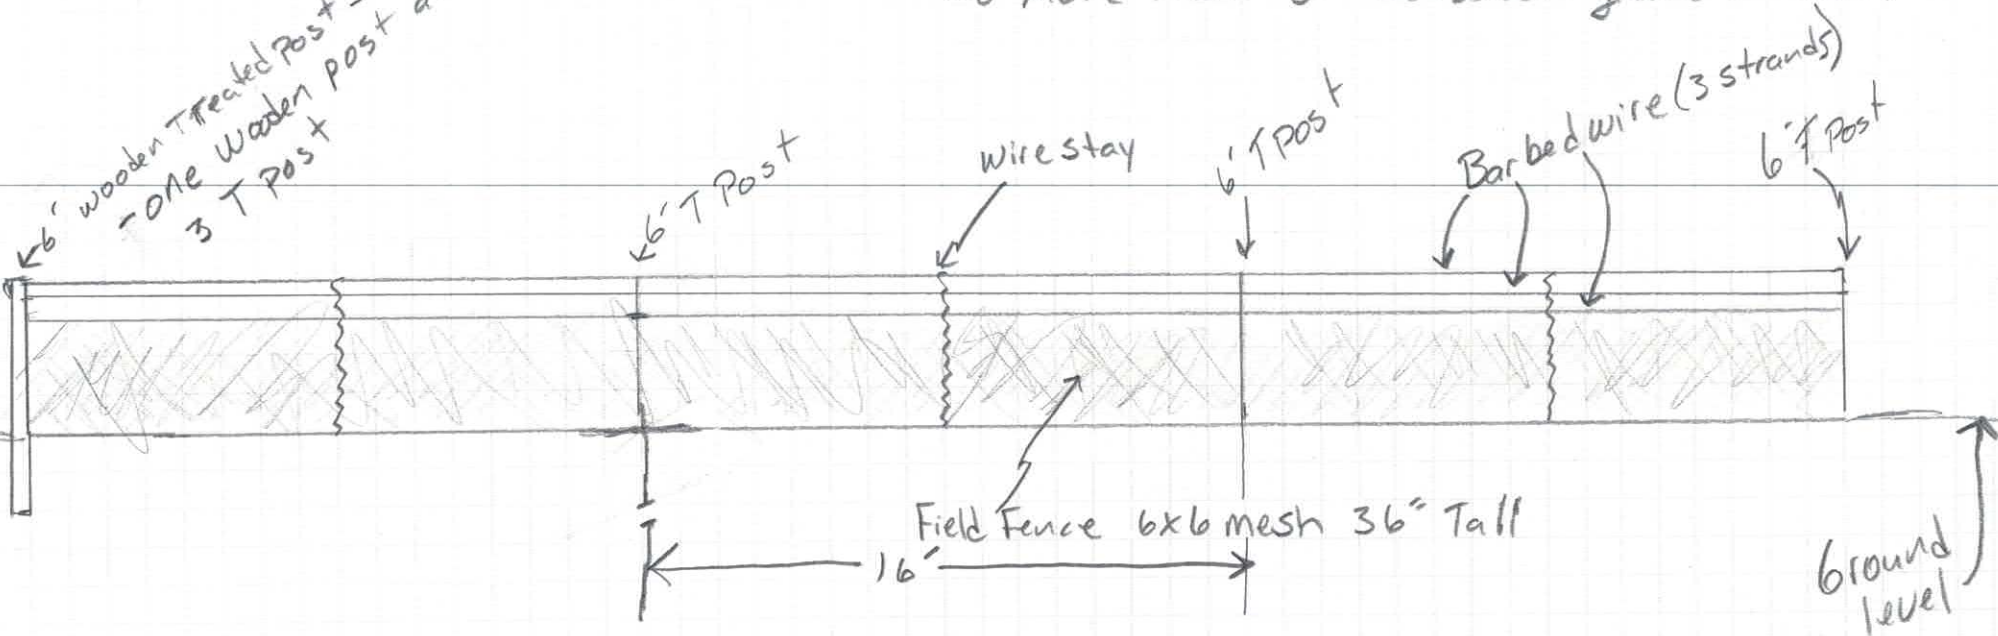 6' wooden Treated post
- one wooden post
3 T post
6' T Post
wire stay
6' T post
Barbed wire (3 strands)
6' T Post
Field Fence 6x6 mesh 36" Tall
16'
Ground
level